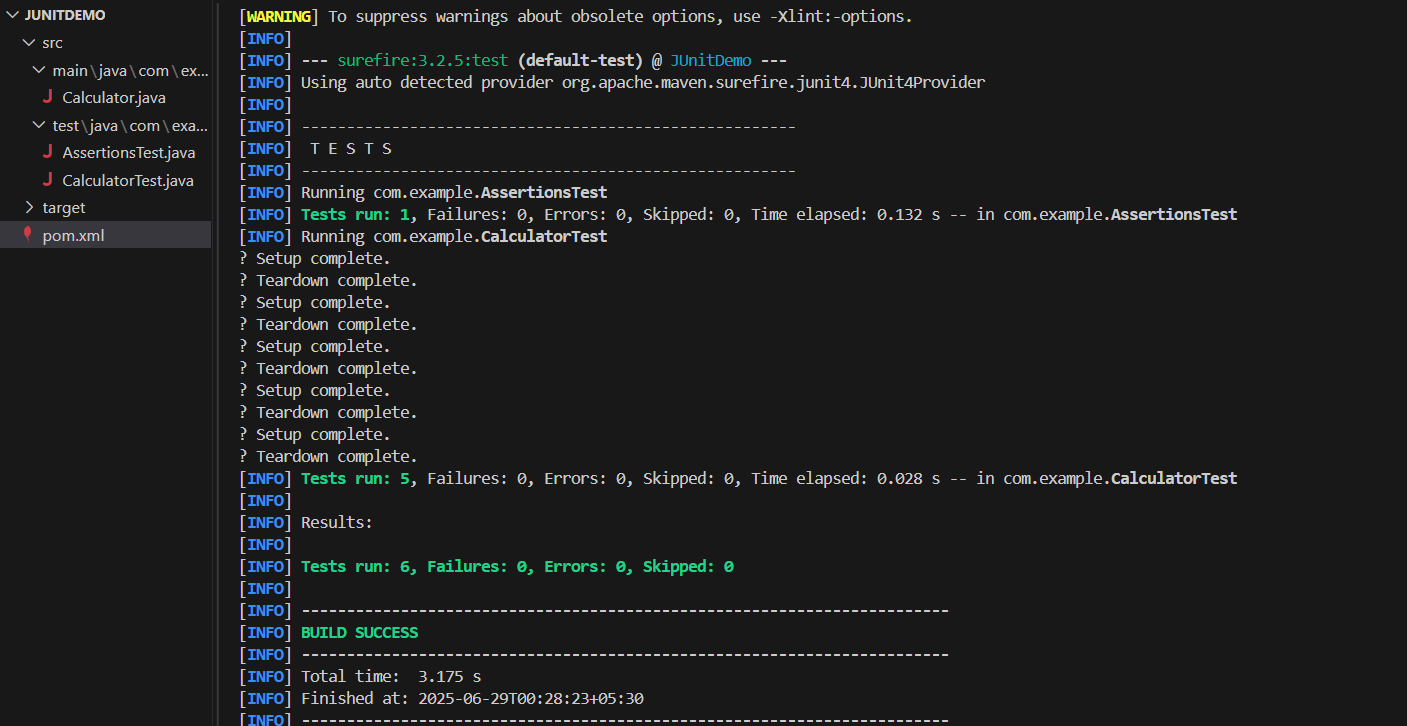 JUNITDEMO
src
main\java\com\ex...
Calculator.java
test\java\com\exa...
AssertionsTest.java
CalculatorTest.java
target
pom.xml
[WARNING] To suppress warnings about obsolete options, use -Xlint:-options.
[INFO]
[INFO] --- surefire:3.2.5:test (default-test) @ JUnitDemo ---
[INFO] Using auto detected provider org.apache.maven.surefire.junit4.JUnit4Provider
[INFO]
[INFO] -------------------------------------------------------
[INFO]  T E S T S
[INFO] -------------------------------------------------------
[INFO] Running com.example.AssertionsTest
[INFO] Tests run: 1, Failures: 0, Errors: 0, Skipped: 0, Time elapsed: 0.132 s -- in com.example.AssertionsTest
[INFO] Running com.example.CalculatorTest
? Setup complete.
? Teardown complete.
? Setup complete.
? Teardown complete.
? Setup complete.
? Teardown complete.
? Setup complete.
? Teardown complete.
? Setup complete.
? Teardown complete.
[INFO] Tests run: 5, Failures: 0, Errors: 0, Skipped: 0, Time elapsed: 0.028 s -- in com.example.CalculatorTest
[INFO]
[INFO] Results:
[INFO]
[INFO] Tests run: 6, Failures: 0, Errors: 0, Skipped: 0
[INFO]
[INFO] ------------------------------------------------------------------------
[INFO] BUILD SUCCESS
[INFO] ------------------------------------------------------------------------
[INFO] Total time:  3.175 s
[INFO] Finished at: 2025-06-29T00:28:23+05:30
[INFO] ------------------------------------------------------------------------